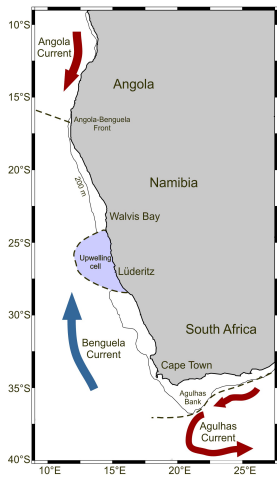 10°S
Angola
Current
Angola
15°S
Angola-Benguela
Front
20°S
200 m
Namibia
Walvis Bay
25°S
Upwelling
cell
Lüderitz
30°S
South Africa
Benguela
Current
Cape Town
35°S
Agulhas
Bank
Agulhas
Current
40°S
10°E
15°E
20°E
25°E